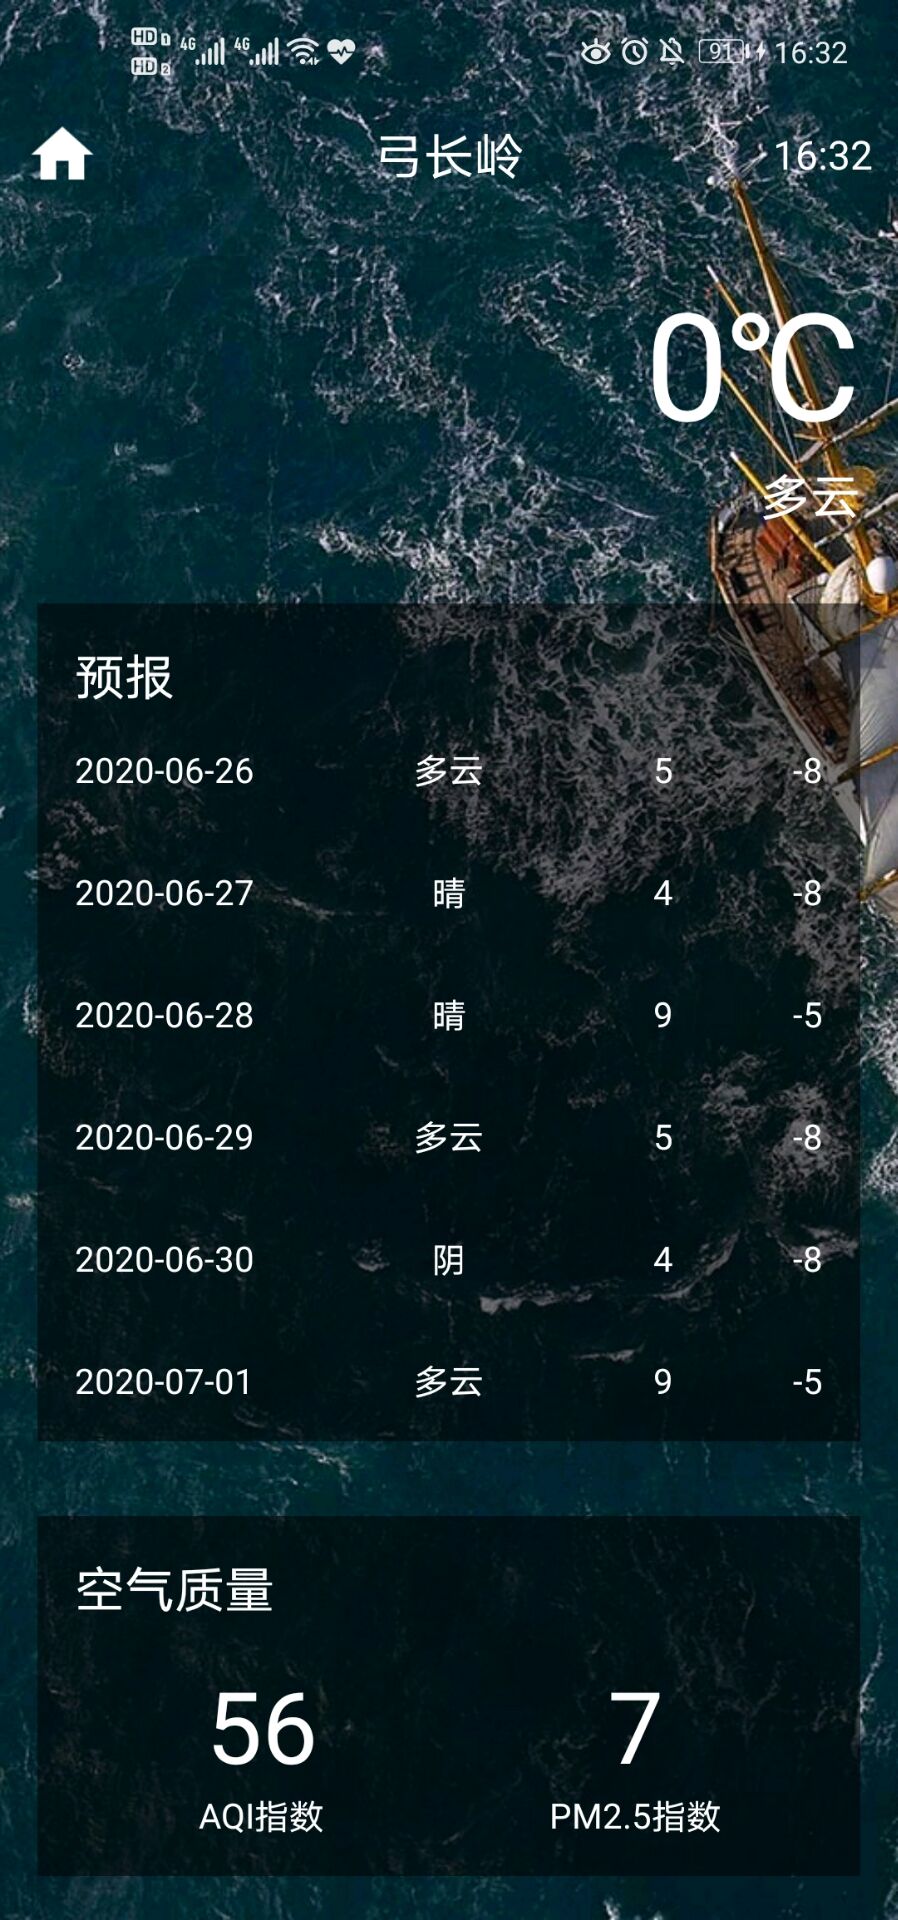 HD 1 4G 4G 91 16:32
HD 2
弓长岭 16:32
0℃
多云
预报
2020-06-26 多云 5 -8
2020-06-27 晴 4 -8
2020-06-28 晴 9 -5
2020-06-29 多云 5 -8
2020-06-30 阴 4 -8
2020-07-01 多云 9 -5
空气质量
56 7
AQI指数 PM2.5指数